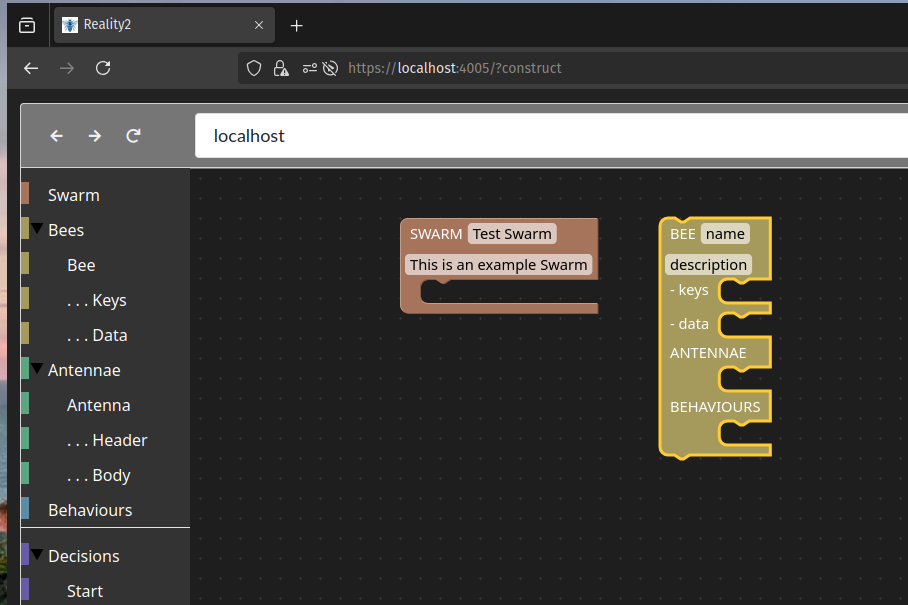 Reality2
https://localhost:4005/?construct
localhost
Swarm
Bees
Bee
. . . Keys
. . . Data
Antennae
Antenna
. . . Header
. . . Body
Behaviours
Decisions
Start
SWARM Test Swarm
This is an example Swarm
BEE name
description
- keys
- data
ANTENNAE
BEHAVIOURS